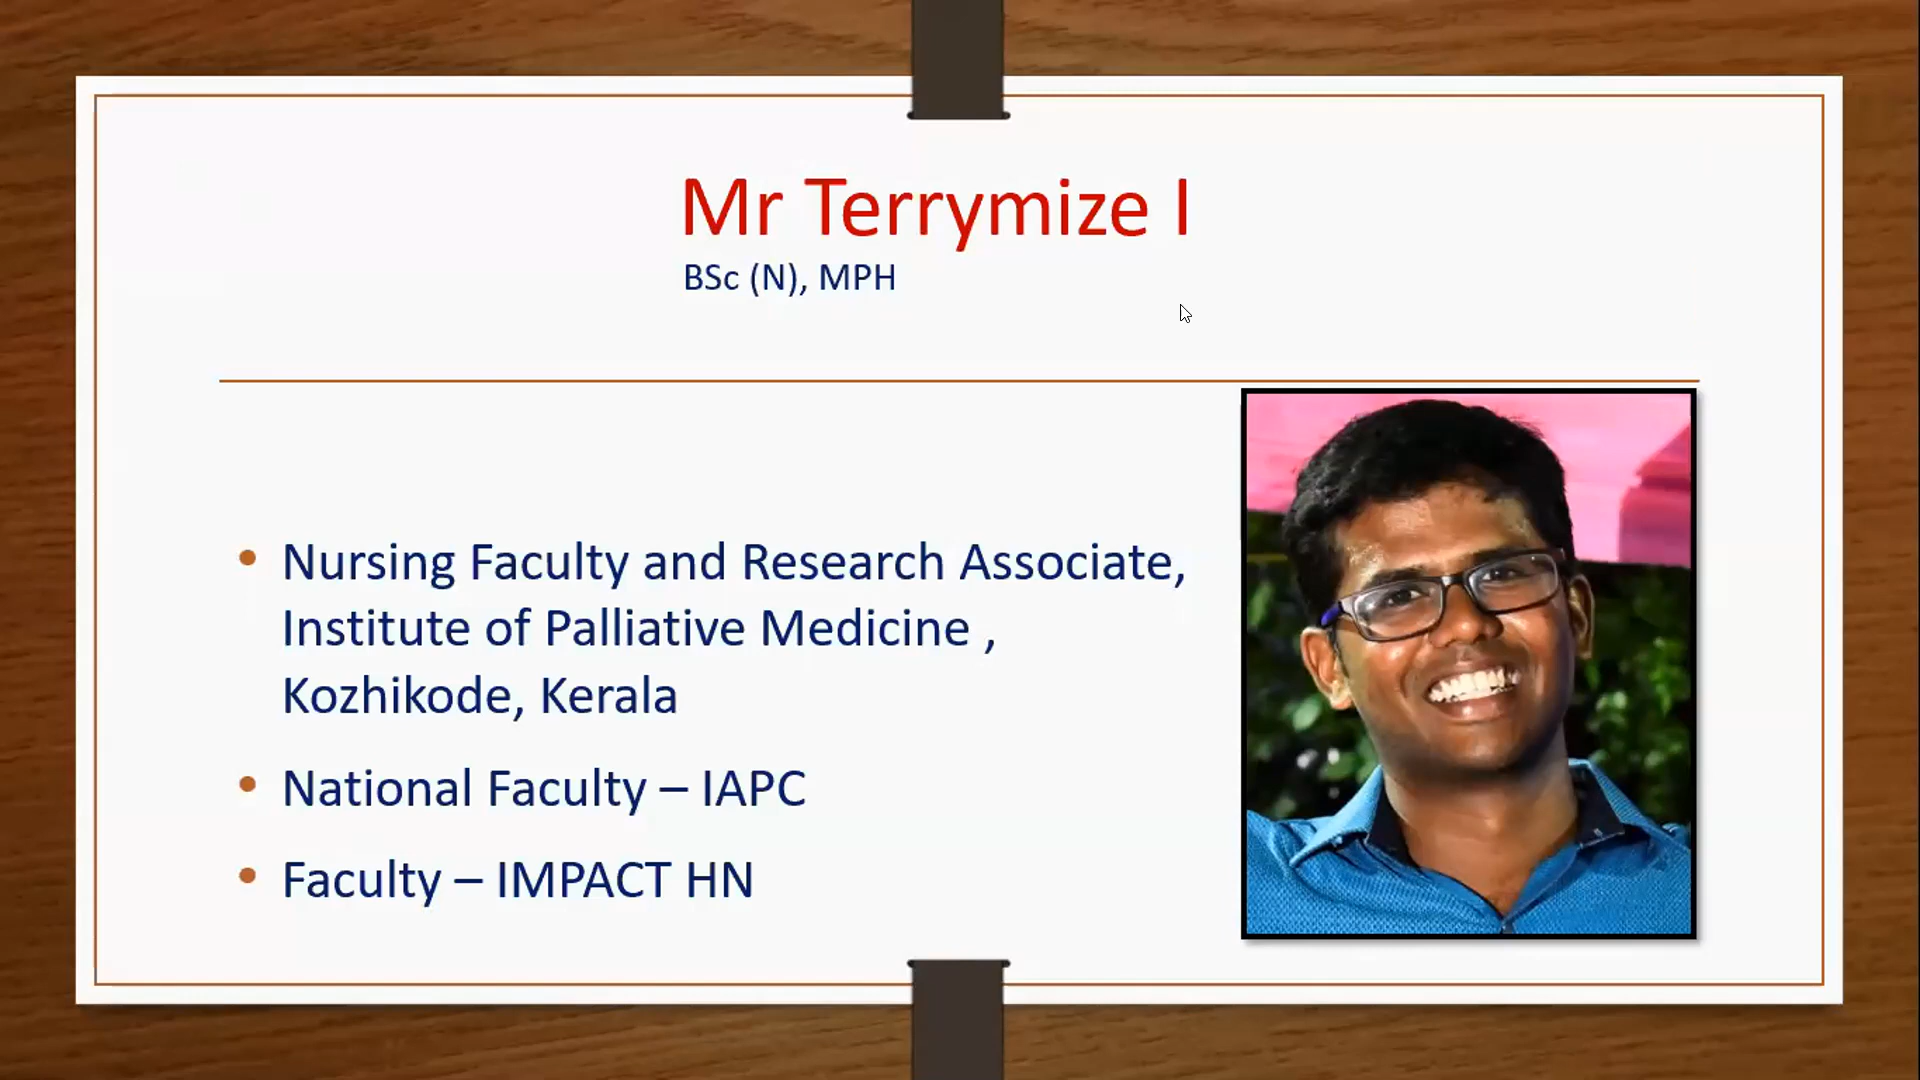 Mr Terrymize I
BSc (N), MPH
• Nursing Faculty and Research Associate,
Institute of Palliative Medicine ,
Kozhikode, Kerala
• National Faculty – IAPC
• Faculty – IMPACT HN